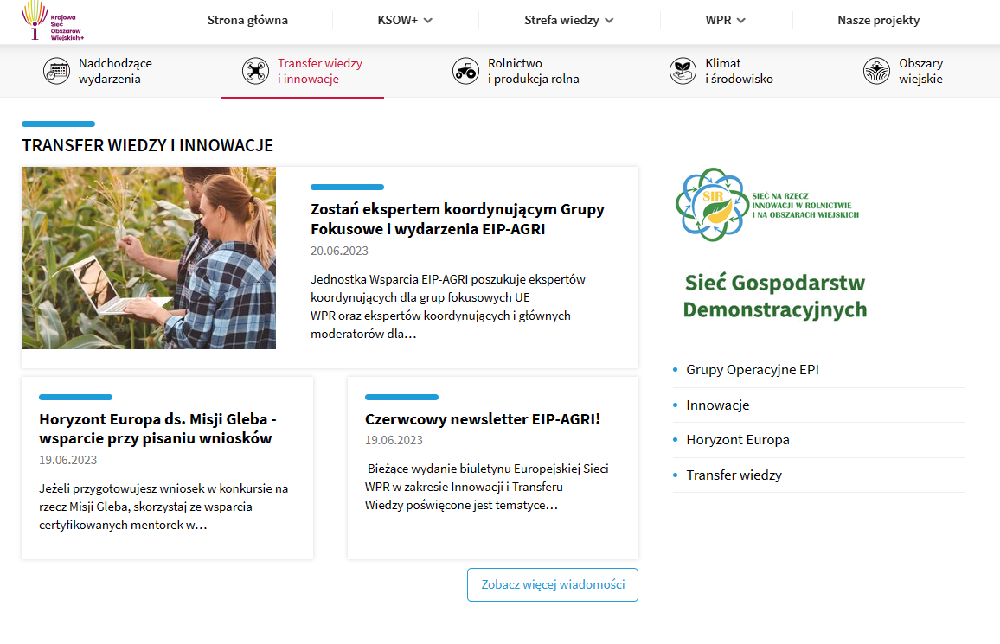 Krajowa
Sieć
Obszarów
Wiejskich+
Strona główna
KSOW+
Strefa wiedzy
WPR
Nasze projekty
Nadchodzące
wydarzenia
Transfer wiedzy
i innowacje
Rolnictwo
i produkcja rolna
Klimat
i środowisko
Obszary
wiejskie
TRANSFER WIEDZY I INNOWACJE
Zostań ekspertem koordynującym Grupy
Fokusowe i wydarzenia EIP-AGRI
20.06.2023
Jednostka Wsparcia EIP-AGRI poszukuje ekspertów
koordynujących dla grup fokusowych UE
WPR oraz ekspertów koordynujących i głównych
moderatorów dla…
Horyzont Europa ds. Misji Gleba -
wsparcie przy pisaniu wniosków
19.06.2023
Jeżeli przygotowujesz wniosek w konkursie na
rzecz Misji Gleba, skorzystaj ze wsparcia
certyfikowanych mentorek w…
Czerwcowy newsletter EIP-AGRI!
19.06.2023
Bieżące wydanie biuletynu Europejskiej Sieci
WPR w zakresie Innowacji i Transferu
Wiedzy poświęcone jest tematyce…
Zobacz więcej wiadomości
SIR
SIEĆ NA RZECZ
INNOWACJI W ROLNICTWIE
I NA OBSZARACH WIEJSKICH
Sieć Gospodarstw
Demonstracyjnych
Grupy Operacyjne EPI
Innowacje
Horyzont Europa
Transfer wiedzy